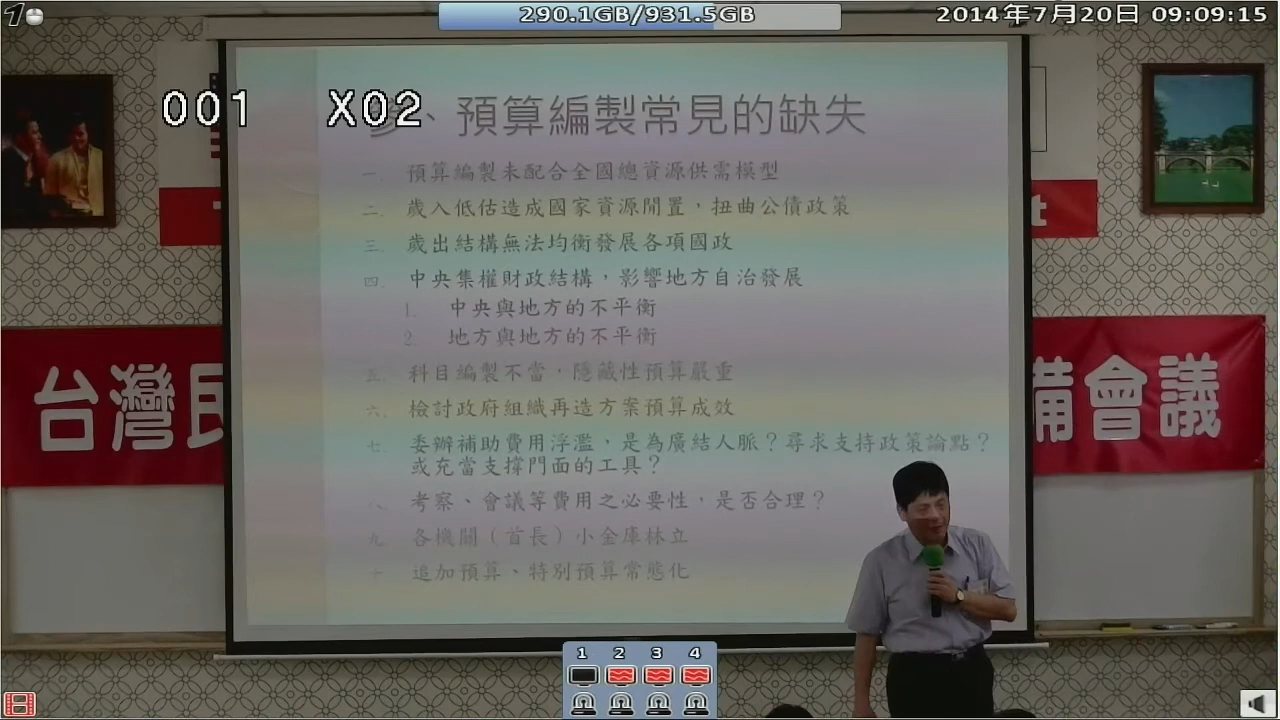 290.1GB/931.5GB
2014年7月20日 09:09:15
001 X02
參、預算編製常見的缺失
一. 預算編製未配合全國總資源供需模型
二. 歲入低估造成國家資源閒置，扭曲公債政策
三. 歲出結構無法均衡發展各項國政
四. 中央集權財政結構，影響地方自治發展
1. 中央與地方的不平衡
2. 地方與地方的不平衡
五. 科目編製不當，隱藏性預算嚴重
六. 檢討政府組織再造方案預算成效
七. 委辦補助費用浮濫，是為廣結人脈？尋求支持政策論點？
或充當支撐門面的工具？
八. 考察、會議等費用之必要性，是否合理？
九. 各機關（首長）小金庫林立
十. 追加預算、特別預算常態化
台灣民
備會議
1 2 3 4